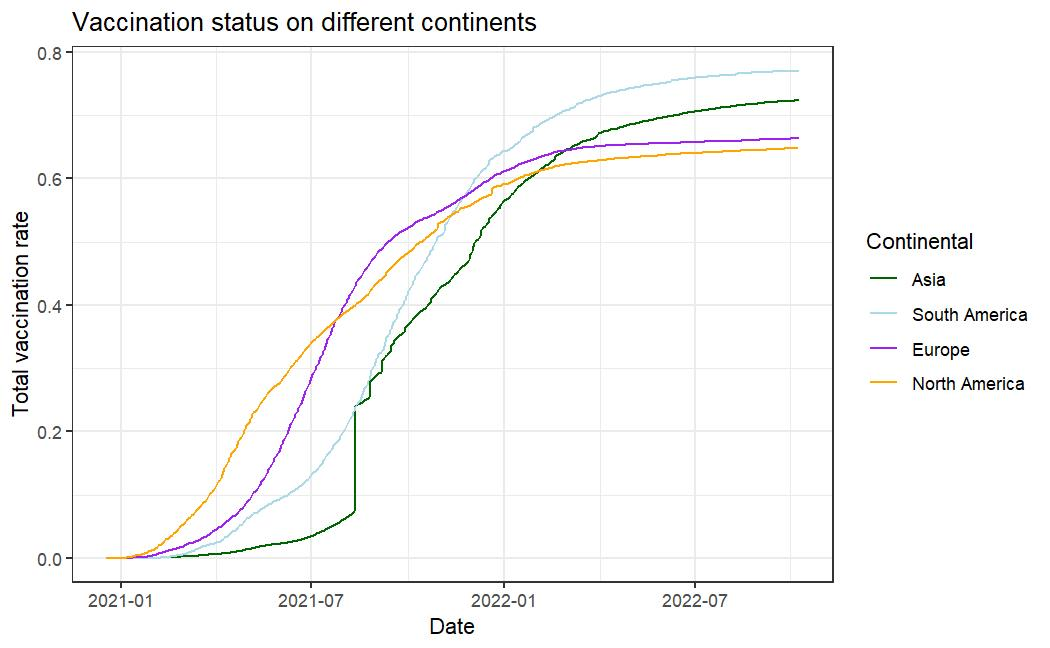 Vaccination status on different continents
0.8
0.6
0.4
0.2
0.0
Total vaccination rate
2021-01 2021-07 2022-01 2022-07
Date
Continental
Asia
South America
Europe
North America